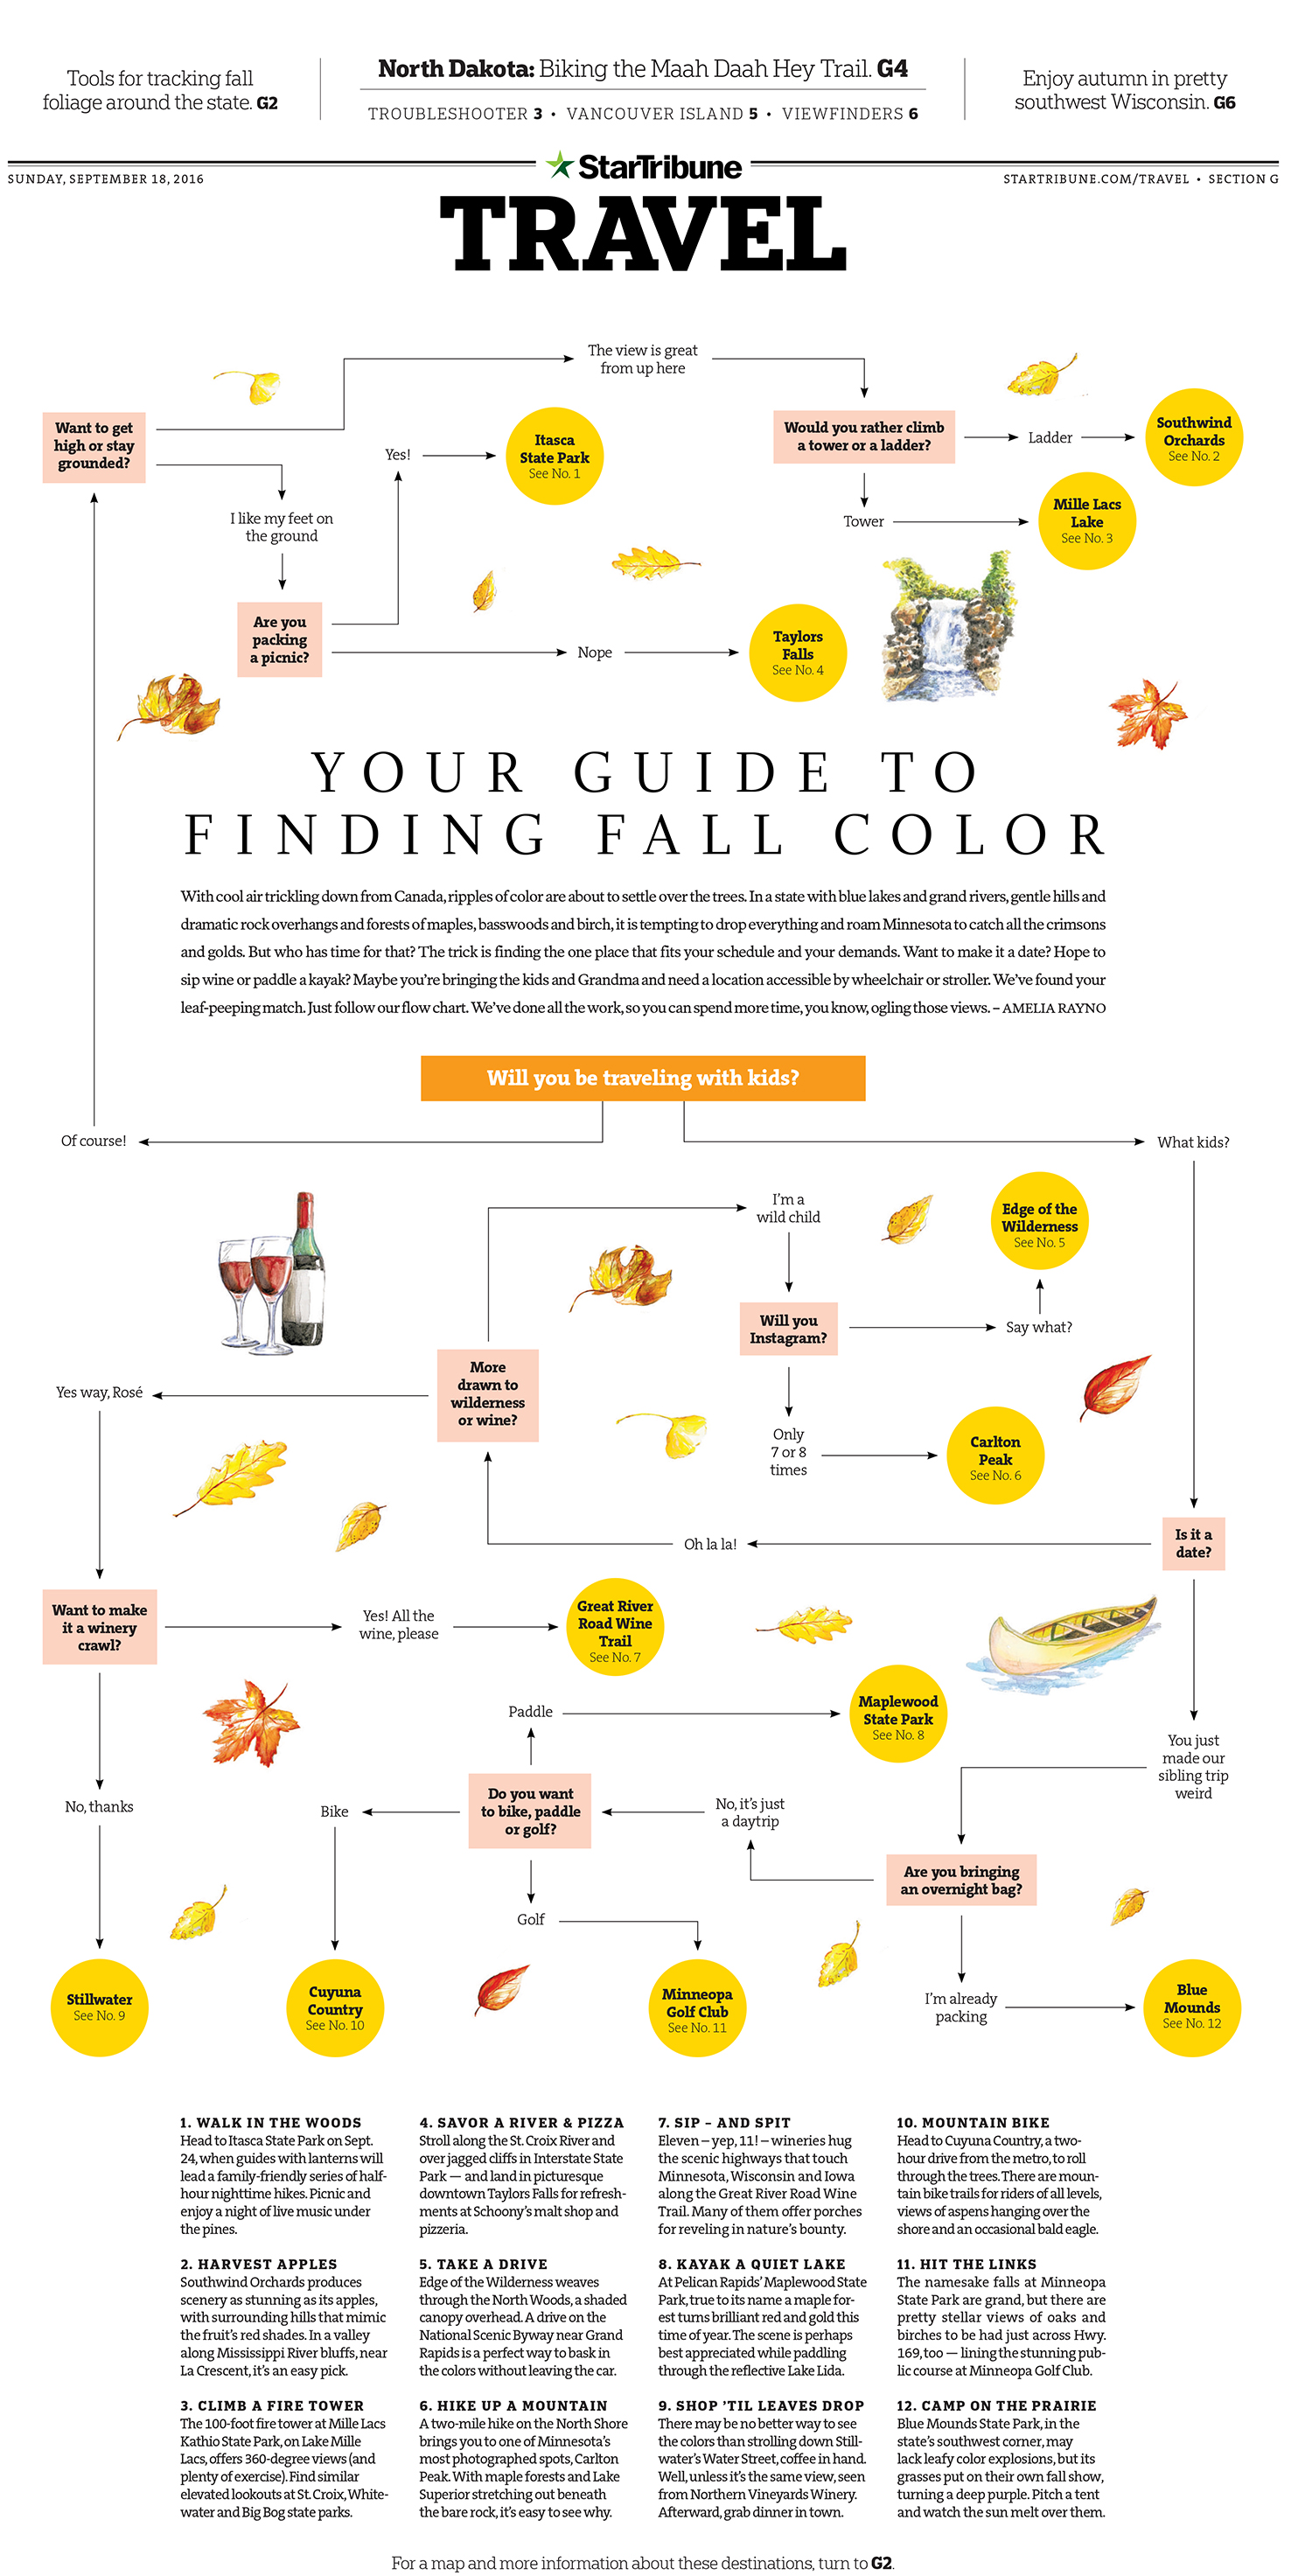 Tools for tracking fall
foliage around the state. G2
North Dakota: Biking the Maah Daah Hey Trail. G4
TROUBLESHOOTER 3 • VANCOUVER ISLAND 5 • VIEWFINDERS 6
Enjoy autumn in pretty
southwest Wisconsin. G6
SUNDAY, SEPTEMBER 18, 2016
StarTribune
STARTRIBUNE.COM/TRAVEL • SECTION G
TRAVEL
The view is great
from up here
Want to get
high or stay
grounded?
Yes!
Itasca
State Park
See No. 1
Would you rather climb
a tower or a ladder?
Ladder
Southwind
Orchards
See No. 2
I like my feet on
the ground
Tower
Mille Lacs
Lake
See No. 3
Are you
packing
a picnic?
Nope
Taylors
Falls
See No. 4
YOUR GUIDE TO
FINDING FALL COLOR
With cool air trickling down from Canada, ripples of color are about to settle over the trees. In a state with blue lakes and grand rivers, gentle hills and
dramatic rock overhangs and forests of maples, basswoods and birch, it is tempting to drop everything and roam Minnesota to catch all the crimsons
and golds. But who has time for that? The trick is finding the one place that fits your schedule and your demands. Want to make it a date? Hope to
sip wine or paddle a kayak? Maybe you're bringing the kids and Grandma and need a location accessible by wheelchair or stroller. We've found your
leaf-peeping match. Just follow our flow chart. We've done all the work, so you can spend more time, you know, ogling those views. – AMELIA RAYNO
Will you be traveling with kids?
Of course!
What kids?
I'm a
wild child
Edge of the
Wilderness
See No. 5
Will you
Instagram?
Say what?
More
drawn to
wilderness
or wine?
Yes way, Rosé
Only
7 or 8
times
Carlton
Peak
See No. 6
Oh la la!
Is it a
date?
Want to make
it a winery
crawl?
Yes! All the
wine, please
Great River
Road Wine
Trail
See No. 7
Paddle
Maplewood
State Park
See No. 8
You just
made our
sibling trip
weird
No, thanks
Bike
Do you want
to bike, paddle
or golf?
No, it's just
a daytrip
Are you bringing
an overnight bag?
Golf
Stillwater
See No. 9
Cuyuna
Country
See No. 10
Minneopa
Golf Club
See No. 11
I'm already
packing
Blue
Mounds
See No. 12
1. WALK IN THE WOODS
Head to Itasca State Park on Sept.
24, when guides with lanterns will
lead a family-friendly series of half-
hour nighttime hikes. Picnic and
enjoy a night of live music under
the pines.
2. HARVEST APPLES
Southwind Orchards produces
scenery as stunning as its apples,
with surrounding hills that mimic
the fruit's red shades. In a valley
along Mississippi River bluffs, near
La Crescent, it's an easy pick.
3. CLIMB A FIRE TOWER
The 100-foot fire tower at Mille Lacs
Kathio State Park, on Lake Mille
Lacs, offers 360-degree views (and
plenty of exercise). Find similar
elevated lookouts at St. Croix, White-
water and Big Bog state parks.
4. SAVOR A RIVER & PIZZA
Stroll along the St. Croix River and
over jagged cliffs in Interstate State
Park — and land in picturesque
downtown Taylors Falls for refresh-
ments at Schoony's malt shop and
pizzeria.
5. TAKE A DRIVE
Edge of the Wilderness weaves
through the North Woods, a shaded
canopy overhead. A drive on the
National Scenic Byway near Grand
Rapids is a perfect way to bask in
the colors without leaving the car.
6. HIKE UP A MOUNTAIN
A two-mile hike on the North Shore
brings you to one of Minnesota's
most photographed spots, Carlton
Peak. With maple forests and Lake
Superior stretching out beneath
the bare rock, it's easy to see why.
7. SIP – AND SPIT
Eleven – yep, 11! – wineries hug
the scenic highways that touch
Minnesota, Wisconsin and Iowa
along the Great River Road Wine
Trail. Many of them offer porches
for reveling in nature's bounty.
8. KAYAK A QUIET LAKE
At Pelican Rapids' Maplewood State
Park, true to its name a maple for-
est turns brilliant red and gold this
time of year. The scene is perhaps
best appreciated while paddling
through the reflective Lake Lida.
9. SHOP 'TIL LEAVES DROP
There may be no better way to see
the colors than strolling down Still-
water's Water Street, coffee in hand.
Well, unless it's the same view, seen
from Northern Vineyards Winery.
Afterward, grab dinner in town.
10. MOUNTAIN BIKE
Head to Cuyuna Country, a two-
hour drive from the metro, to roll
through the trees. There are moun-
tain bike trails for riders of all levels,
views of aspens hanging over the
shore and an occasional bald eagle.
11. HIT THE LINKS
The namesake falls at Minneopa
State Park are grand, but there are
pretty stellar views of oaks and
birches to be had just across Hwy.
169, too — lining the stunning pub-
lic course at Minneopa Golf Club.
12. CAMP ON THE PRAIRIE
Blue Mounds State Park, in the
state's southwest corner, may
lack leafy color explosions, but its
grasses put on their own fall show,
turning a deep purple. Pitch a tent
and watch the sun melt over them.
For a map and more information about these destinations, turn to G2.